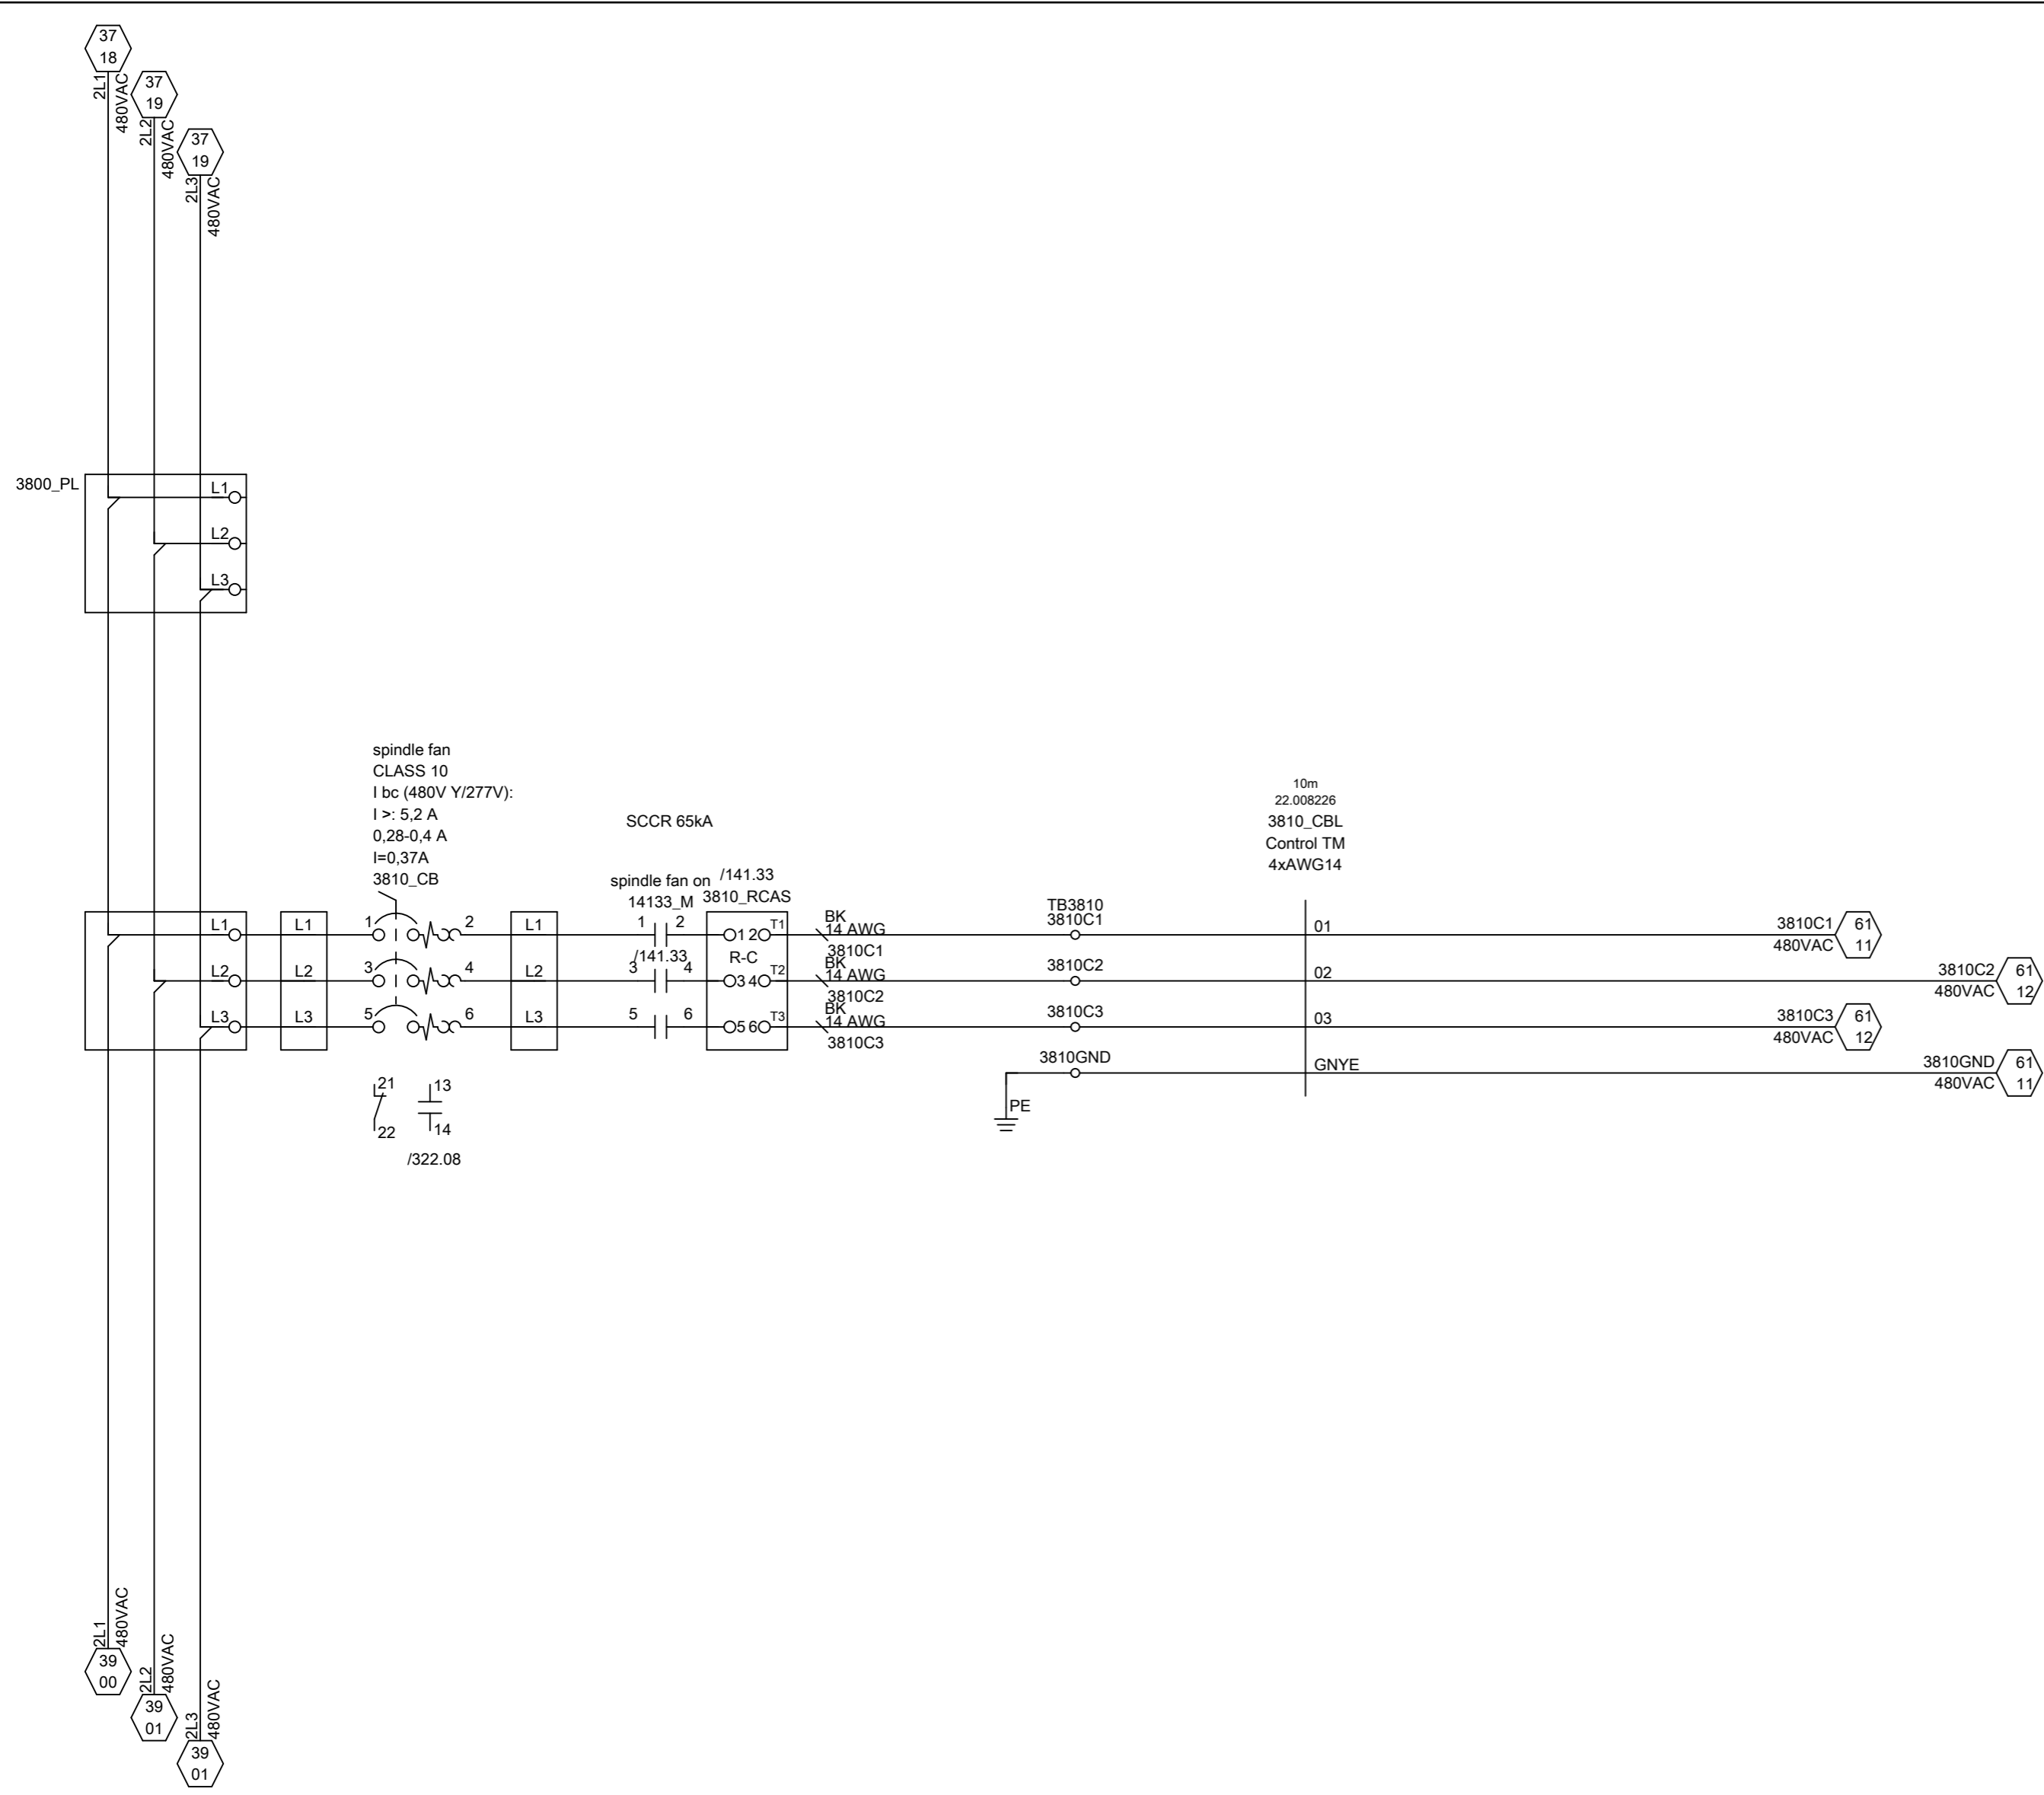 37
18
2L1
480VAC
37
19
2L2
480VAC
37
19
2L3
480VAC
3800_PL
L1
L2
L3
spindle fan
CLASS 10
I bc (480V Y/277V):
I >: 5,2 A
0,28-0,4 A
I=0,37A
3810_CB
SCCR 65kA
spindle fan on
14133_M
/141.33
3810_RCAS
10m
22.008226
3810_CBL
Control TM
4xAWG14
L1
L1
1
2
L1
1
2
1 2
T1
BK
14 AWG
3810C1
TB3810
3810C1
01
3810C1
480VAC
61
11
/141.33
R-C
L2
L2
3
4
L2
3
4
3 4
T2
BK
14 AWG
3810C2
3810C2
02
3810C2
480VAC
61
12
L3
L3
5
6
L3
5
6
5 6
T3
BK
14 AWG
3810C3
3810C3
03
3810C3
480VAC
61
12
3810GND
GNYE
3810GND
480VAC
61
11
PE
21
22
13
14
/322.08
2L1
480VAC
39
00
2L2
480VAC
39
01
2L3
480VAC
39
01